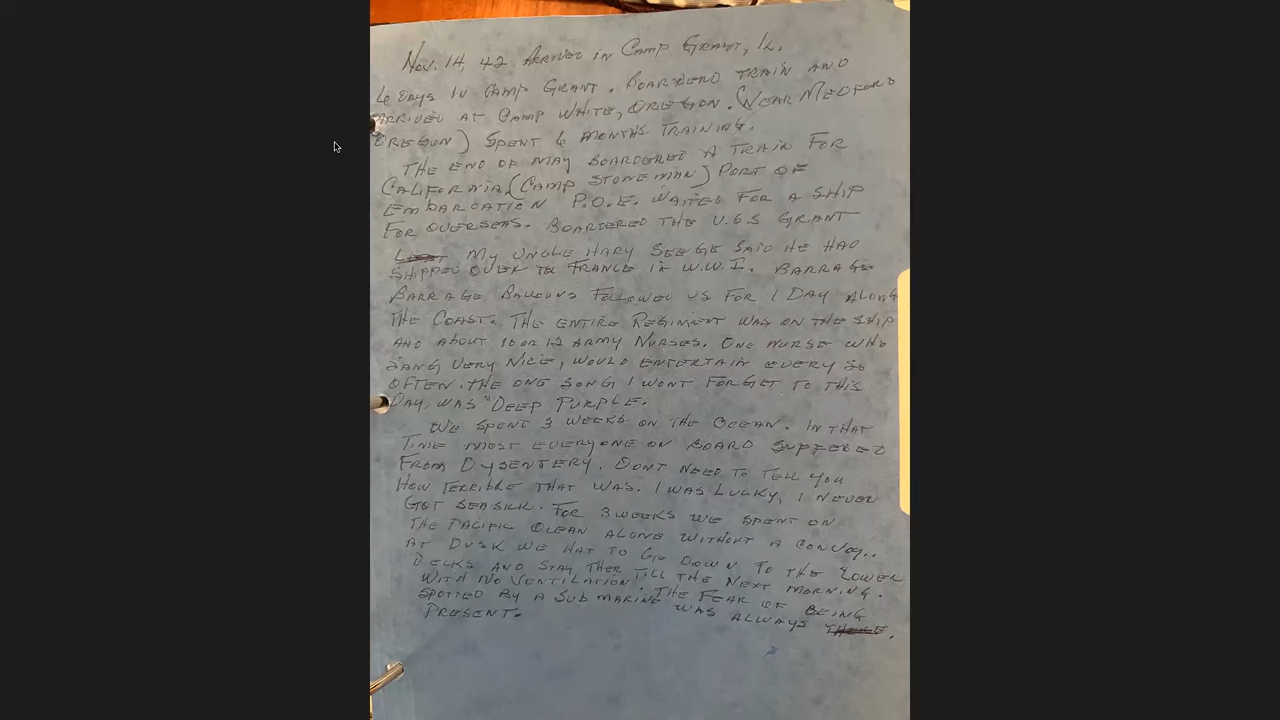 Nov. 14, 42 ARRIVED IN CAMP GRANT, IL.
6 DAYS IN CAMP GRANT. BOARDERD TRAIN AND
ARRIVED AT CAMP WHITE, OREGON. (NEAR MEDFORD
OREGON) SPENT 6 MONTHS TRAINING.
THE END OF MAY BOARDERED A TRAIN FOR
CALIFORNIA, (CAMP STONEMAN) PORT OF
EMBARCATION P.O.E. WAITED FOR A SHIP
FOR OVERSEAS. BOARDERED THE U.S.S GRANT
MY UNGLE HARY SEEGE SAID HE HAD
SHIPPED OVER TO FRANCE IN W.W.I. BARRAGE
BARRAGE BALLOONS FOLLOWED US FOR 1 DAY ALONG
THE COAST. THE ENTIRE REGIMENT WAS ON THE SHIP
AND ABOUT 10 OR 12 ARMY NURSES. ONE NURSE WHO
SANG VERY NICE, WOULD ENTERTAIN EVERY SO
OFTEN. THE ONE SONG I WONT FORGET TO THIS
DAY, WAS "DEEP PURPLE.
WE SPENT 3 WEEKS ON THE OCEAN. IN THAT
TIME MOST EVERYONE ON BOARD SUFFERED
FROM DYSENTERY. DONT NEED TO TELL YOU
HOW TERRIBLE THAT WAS. I WAS LUCKY, I NEVER
GOT SEASILK. FOR 3 WEEKS WE SPENT ON
THE PACIFIC OCEAN ALONE WITHOUT A CONVOY..
AT DUSK WE HAT TO GO DOWN TO THE LOWER
DECKS AND STAY THER TILL THE NEXT MORNING.
WITH NO VENTILATION. THE FEAR OF BEING
SPOTTED BY A SUBMARINE WAS ALWAYS THERE.
PRESENT.